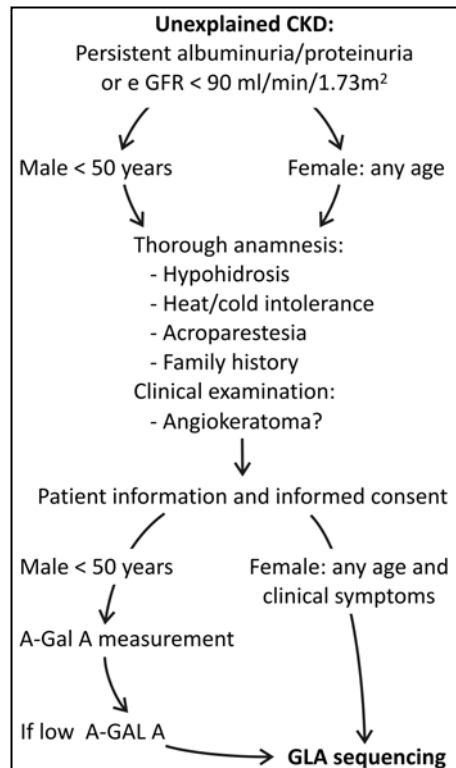 Unexplained CKD:
Persistent albuminuria/proteinuria
or e GFR < 90 ml/min/1.73m²
Male < 50 years
Female: any age
Thorough anamnesis:
- Hypohidrosis
- Heat/cold intolerance
- Acroparestesia
- Family history
Clinical examination:
- Angiokeratoma?
Patient information and informed consent
Male < 50 years
Female: any age and
clinical symptoms
A-Gal A measurement
If low A-GAL A
GLA sequencing